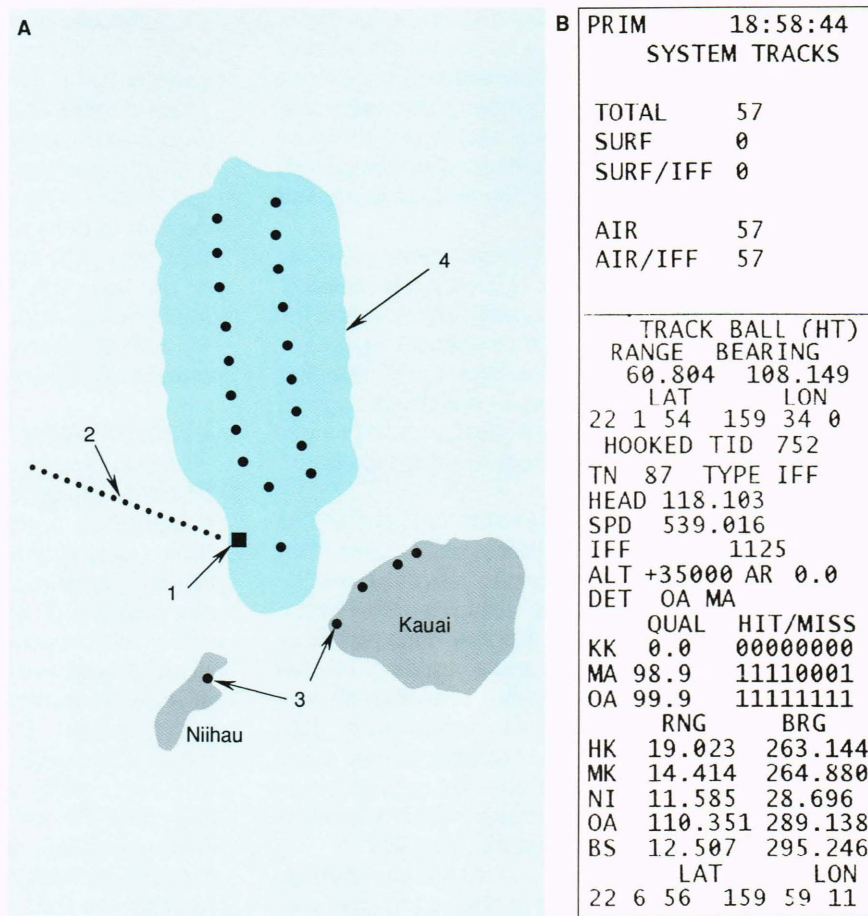 A
4
2
1
3
Kauai
Niihau
B
PRIM 18:58:44
SYSTEM TRACKS
TOTAL 57
SURF 0
SURF/IFF 0
AIR 57
AIR/IFF 57
TRACK BALL (HT)
RANGE BEARING
60.804 108.149
LAT LON
22 1 54 159 34 0
HOOKED TID 752
TN 87 TYPE IFF
HEAD 118.103
SPD 539.016
IFF 1125
ALT +35000 AR 0.0
DET OA MA
QUAL HIT/MISS
KK 0.0 00000000
MA 98.9 11110001
OA 99.9 11111111
RNG BRG
HK 19.023 263.144
MK 14.414 264.880
NI 11.585 28.696
OA 110.351 289.138
BS 12.507 295.246
LAT LON
22 6 56 159 59 11